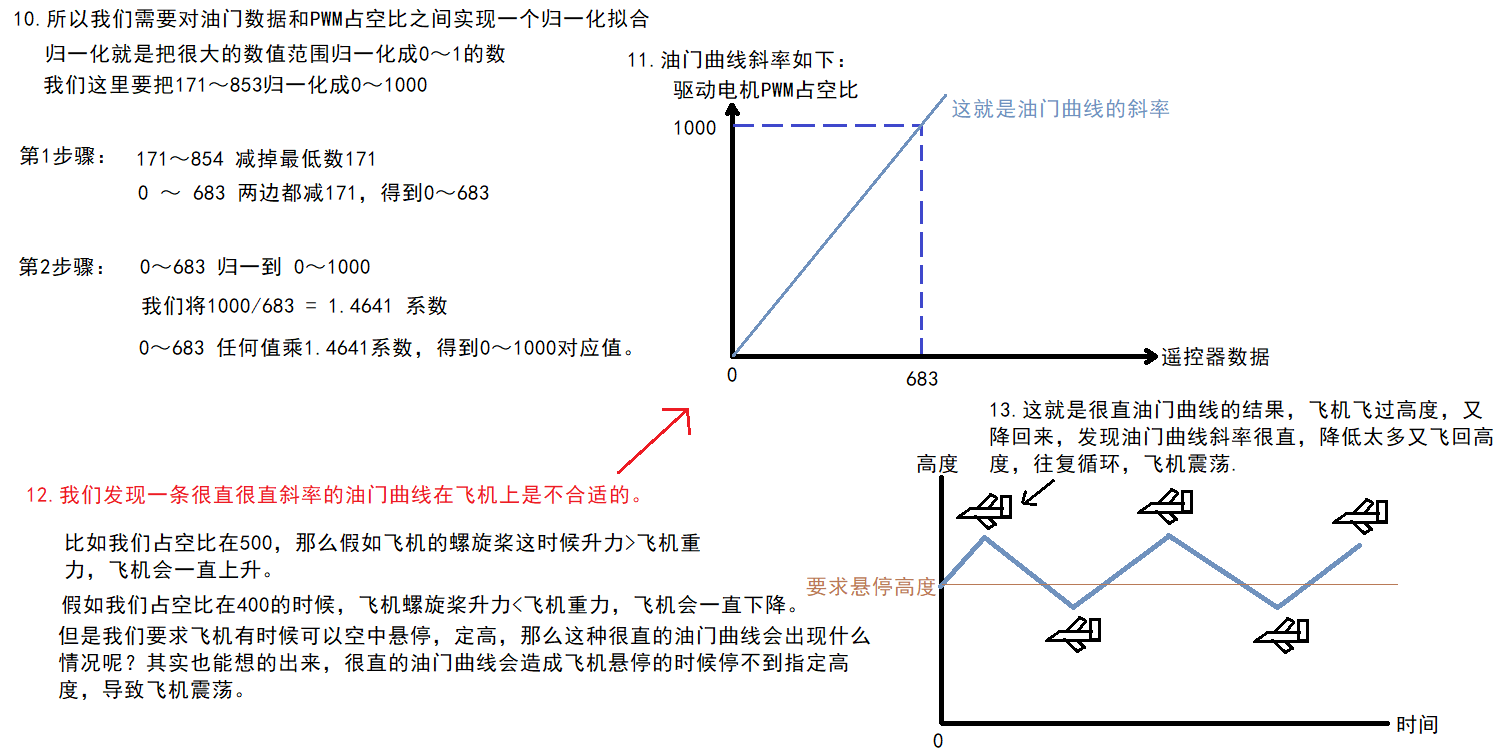 10.所以我们需要对油门数据和PWM占空比之间实现一个归一化拟合
归一化就是把很大的数值范围归一化成0～1的数
我们这里要把171～853归一化成0～1000
第1步骤： 171～854 减掉最低数171
0 ～ 683 两边都减171，得到0～683
第2步骤： 0～683 归一到 0～1000
我们将1000/683 = 1.4641 系数
0～683 任何值乘1.4641系数，得到0～1000对应值。
11.油门曲线斜率如下：
驱动电机PWM占空比
1000
这就是油门曲线的斜率
0
683
遥控器数据
12.我们发现一条很直很直斜率的油门曲线在飞机上是不合适的。
比如我们占空比在500，那么假如飞机的螺旋桨这时候升力>飞机重
力，飞机会一直上升。
假如我们占空比在400的时候，飞机螺旋桨升力<飞机重力，飞机会一直下降。
但是我们要求飞机有时候可以空中悬停，定高，那么这种很直的油门曲线会出现什么
情况呢？其实也能想的出来，很直的油门曲线会造成飞机悬停的时候停不到指定高
度，导致飞机震荡。
13.这就是很直油门曲线的结果，飞机飞过高度，又
降回来，发现油门曲线斜率很直，降低太多又飞回高
度，往复循环，飞机震荡.
高度
要求悬停高度
0
时间